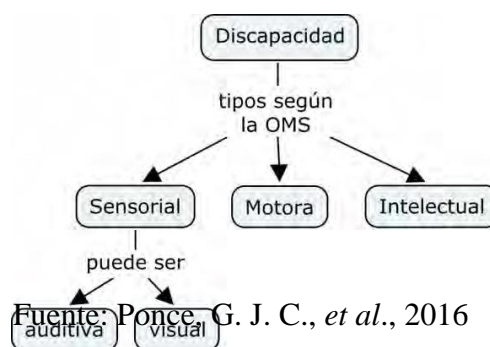 Discapacidad
tipos según
la OMS
Sensorial Motora Intelectual
puede ser
Fuente: Ponce, G. J. C., et al., 2016
auditiva visual